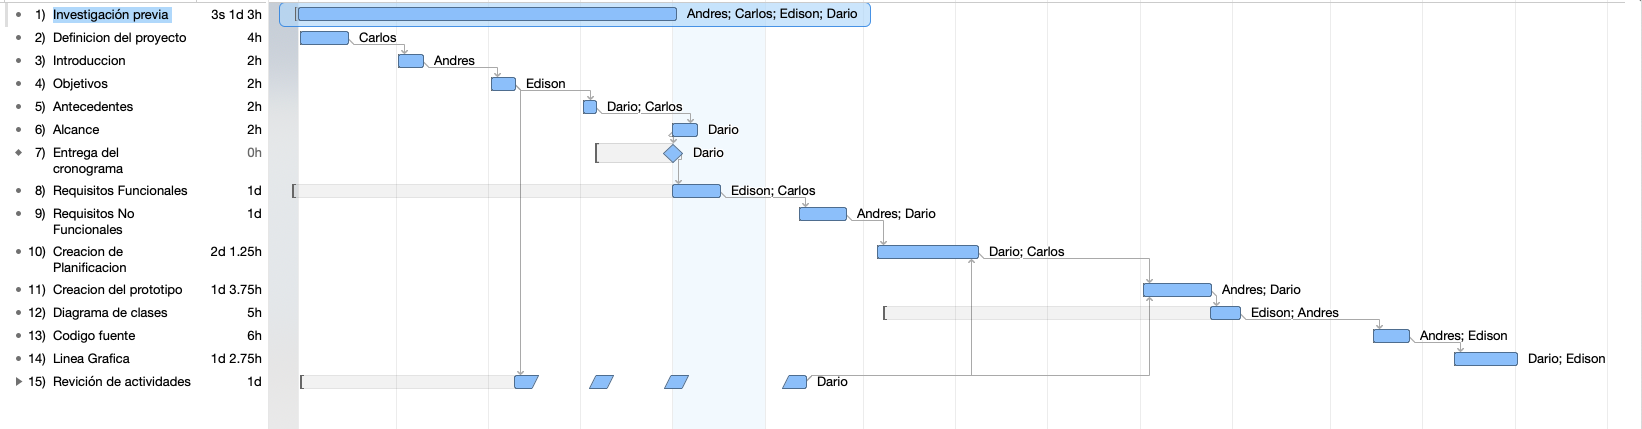 1) Investigación previa 3s 1d 3h Andres; Carlos; Edison; Dario
2) Definicion del proyecto 4h Carlos
3) Introduccion 2h Andres
4) Objetivos 2h Edison
5) Antecedentes 2h Dario; Carlos
6) Alcance 2h Dario
7) Entrega del 0h Dario
cronograma
8) Requisitos Funcionales 1d Edison; Carlos
9) Requisitos No 1d Andres; Dario
Funcionales
10) Creacion de 2d 1.25h Dario; Carlos
Planificacion
11) Creacion del prototipo 1d 3.75h Andres; Dario
12) Diagrama de clases 5h Edison; Andres
13) Codigo fuente 6h Andres; Edison
14) Linea Grafica 1d 2.75h Dario; Edison
15) Revición de actividades 1d Dario